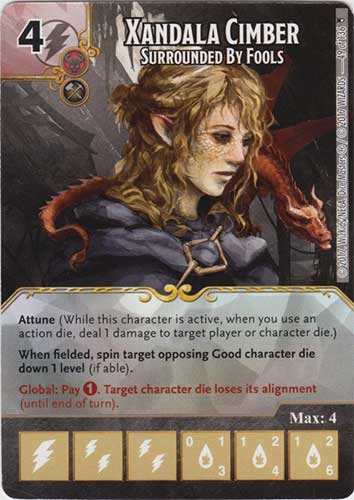 4
XANDALA CIMBER
SURROUNDED BY FOOLS
Attune (While this character is active, when you use an
action die, deal 1 damage to target player or character die.)
When fielded, spin target opposing Good character die
down 1 level (if able).
Global: Pay 1. Target character die loses its alignment
(until end of turn).
Max: 4
0 3
1
1 2
4
1 2
6